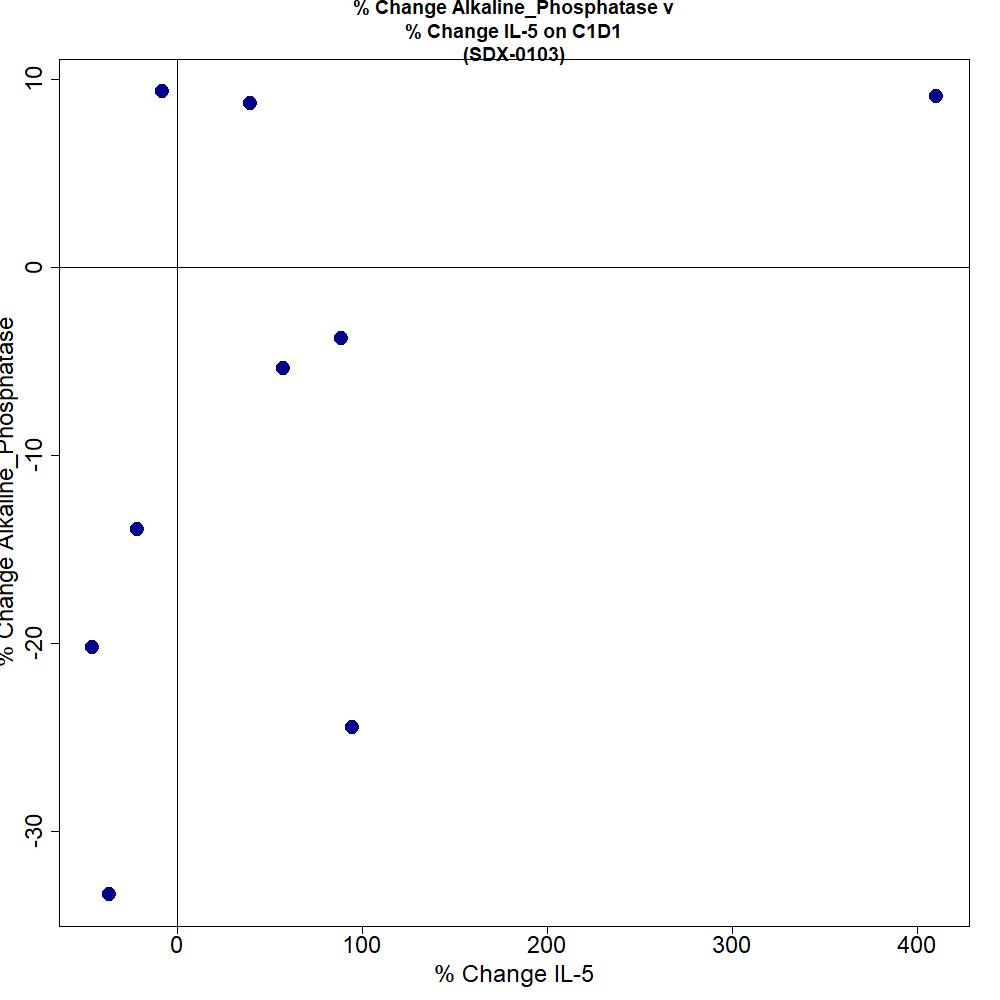 % Change Alkaline_Phosphatase v
% Change IL-5 on C1D1
(SDX-0103)
10
0
-10
-20
-30
% Change Alkaline_Phosphatase
0
100
200
300
400
% Change IL-5